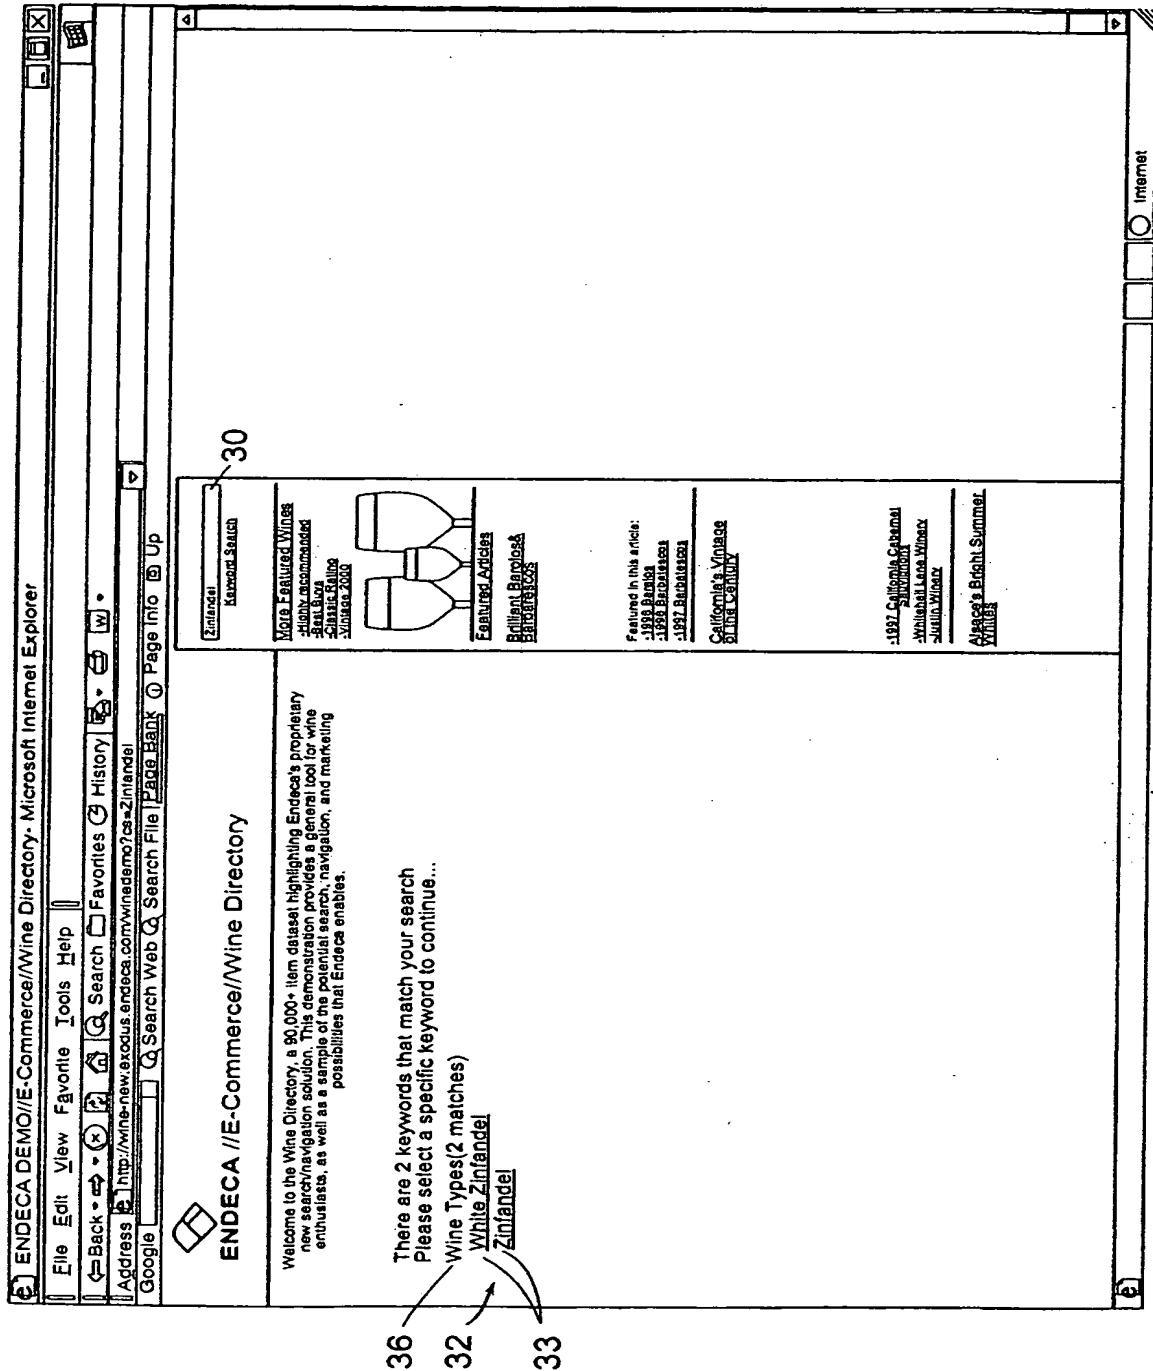 ENDECA DEMO//E-Commerce//Wine Directory- Microsoft Internet Explorer
File Edit View Favorite Tools Help
Back Search Favorites History W
Address http://wine-new.exodus.endeca.com/winedemo?cs=Zinfandel
Google Search Web Search File Page Bank Page Info Up
ENDECA //E-Commerce//Wine Directory
Welcome to the Wine Directory, a 90,000+ item dataset highlighting Endeca's proprietary
new search/navigation solution. This demonstration provides a general tool for wine
enthusiasts, as well as a sample of the potential search, navigation, and marketing
possibilities that Endeca enables.
There are 2 keywords that match your search
Please select a specific keyword to continue...
36
Wine Types(2 matches)
32
White Zinfandel
33
Zinfandel
Zinfandel
30
Keyword Search
More Featured Wines
-Highly recommended
-Best Buys
-Classic Rating
-Vintage 2000
Featured Articles
Brilliant Barolos&
Barbarescos
Featured in this article:
-1996 Barolos
-1996 Barbatescos
-1997 Barbatescos
California's Vintage
of the Century
-1997 California Cabernet
Sauvignons
-Whitehall Lane Winery
-Justin Winery
Alsace's Bright Summer
Whites
Internet